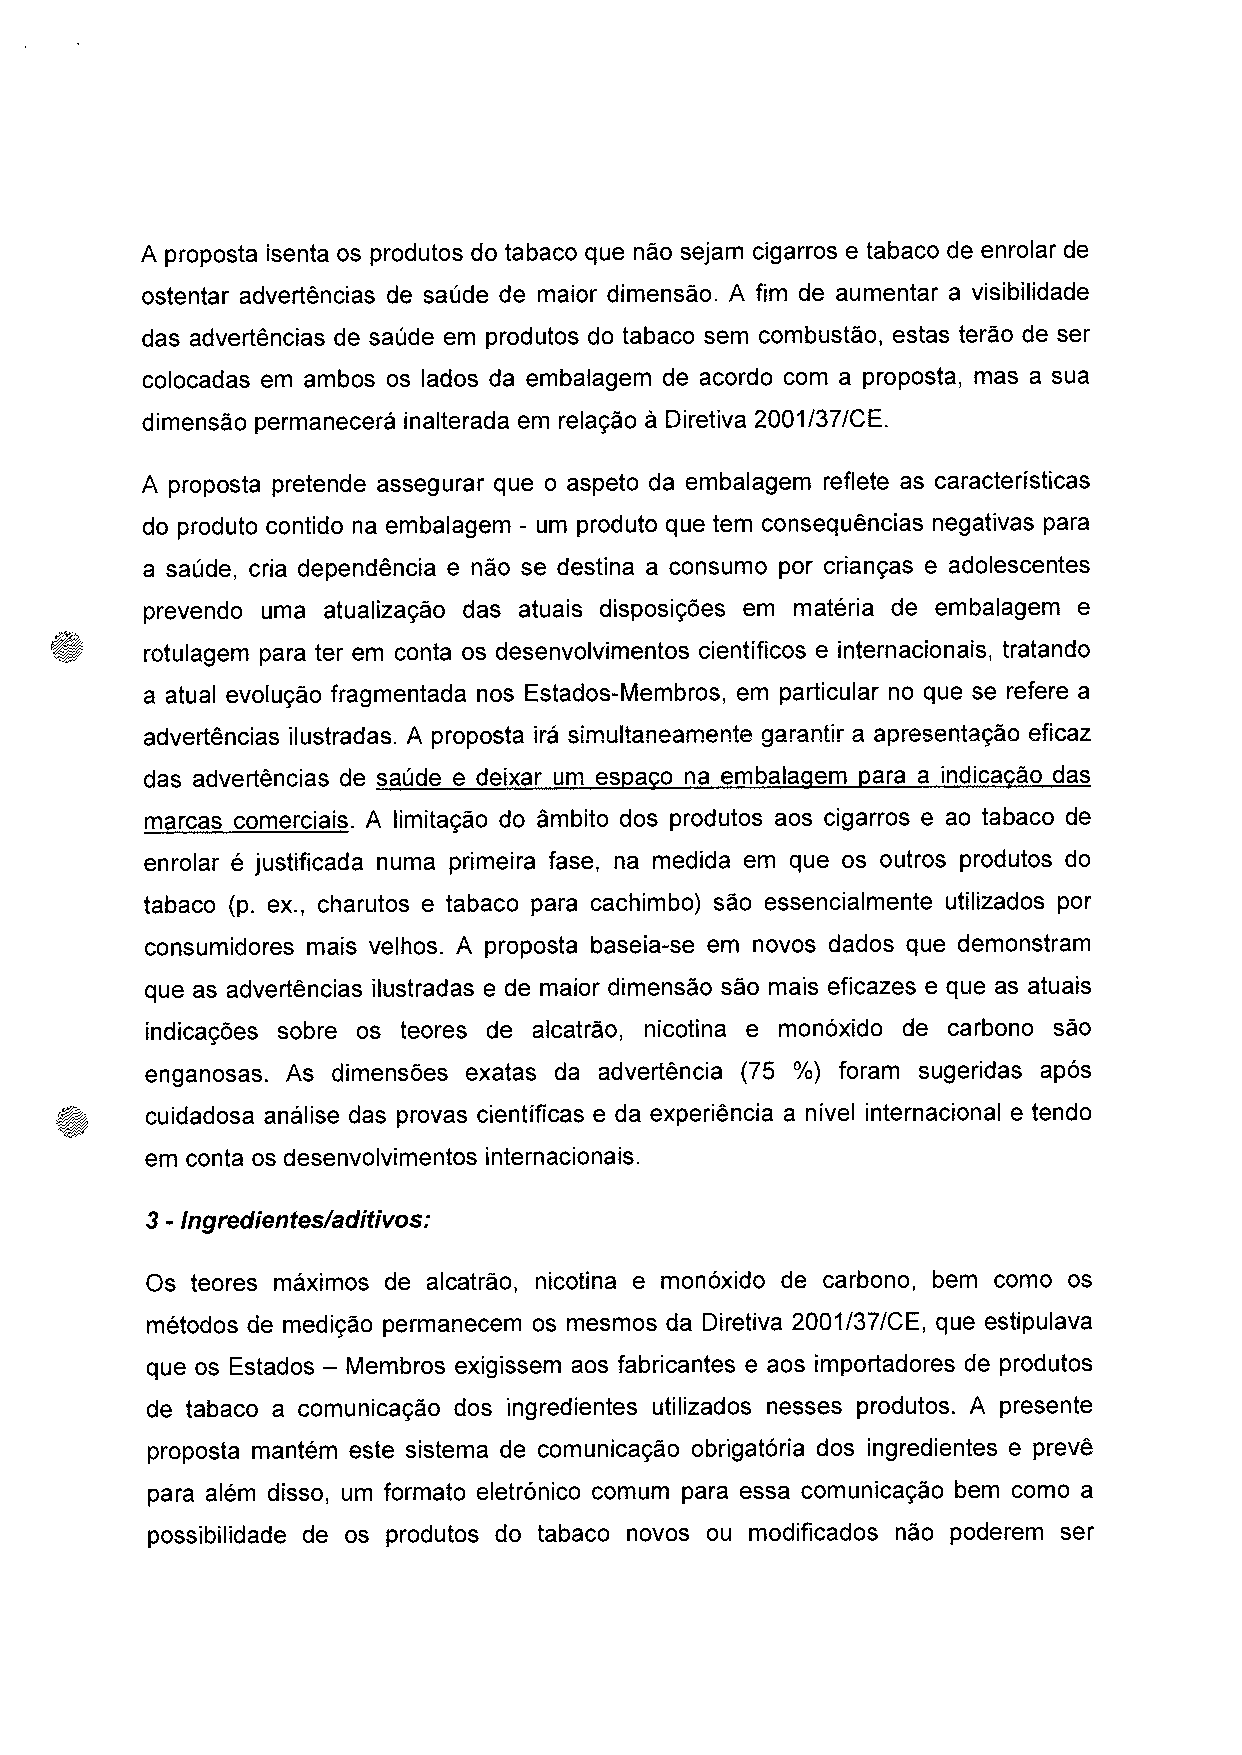 A proposta isenta os produtos do tabaco que não sejam cigarros e tabaco de enrolar de
ostentar advertências de saúde de maior dimensão. A fim de aumentar a visibilidade
das advertências de saúde em produtos do tabaco sem combustão, estas terão de ser
colocadas em ambos os lados da embalagem de acordo com a proposta, mas a sua
dimensão permanecerá inalterada em relação à Diretiva 2001/37/CE.
A proposta pretende assegurar que o aspeto da embalagem reflete as características
do produto contido na embalagem - um produto que tem consequências negativas para
a saúde, cria dependência e não se destina a consumo por crianças e adolescentes
prevendo uma atualização das atuais disposições em matéria de embalagem e
rotulagem para ter em conta os desenvolvimentos científicos e internacionais, tratando
a atual evolução fragmentada nos Estados-Membros, em particular no que se refere a
advertências ilustradas. A proposta irá simultaneamente garantir a apresentação eficaz
das advertências de saúde e deixar um espaço na embalagem para a indicação das
marcas comerciais. A limitação do âmbito dos produtos aos cigarros e ao tabaco de
enrolar é justificada numa primeira fase, na medida em que os outros produtos do
tabaco (p. ex., charutos e tabaco para cachimbo) são essencialmente utilizados por
consumidores mais velhos. A proposta baseia-se em novos dados que demonstram
que as advertências ilustradas e de maior dimensão são mais eficazes e que as atuais
indicações sobre os teores de alcatrão, nicotina e monóxido de carbono são
enganosas. As dimensões exatas da advertência (75 %) foram sugeridas após
cuidadosa análise das provas científicas e da experiência a nível internacional e tendo
em conta os desenvolvimentos internacionais.
3 - Ingredientes/aditivos:
Os teores máximos de alcatrão, nicotina e monóxido de carbono, bem como os
métodos de medição permanecem os mesmos da Diretiva 2001/37/CE, que estipulava
que os Estados – Membros exigissem aos fabricantes e aos importadores de produtos
de tabaco a comunicação dos ingredientes utilizados nesses produtos. A presente
proposta mantém este sistema de comunicação obrigatória dos ingredientes e prevê
para além disso, um formato eletrónico comum para essa comunicação bem como a
possibilidade de os produtos do tabaco novos ou modificados não poderem ser